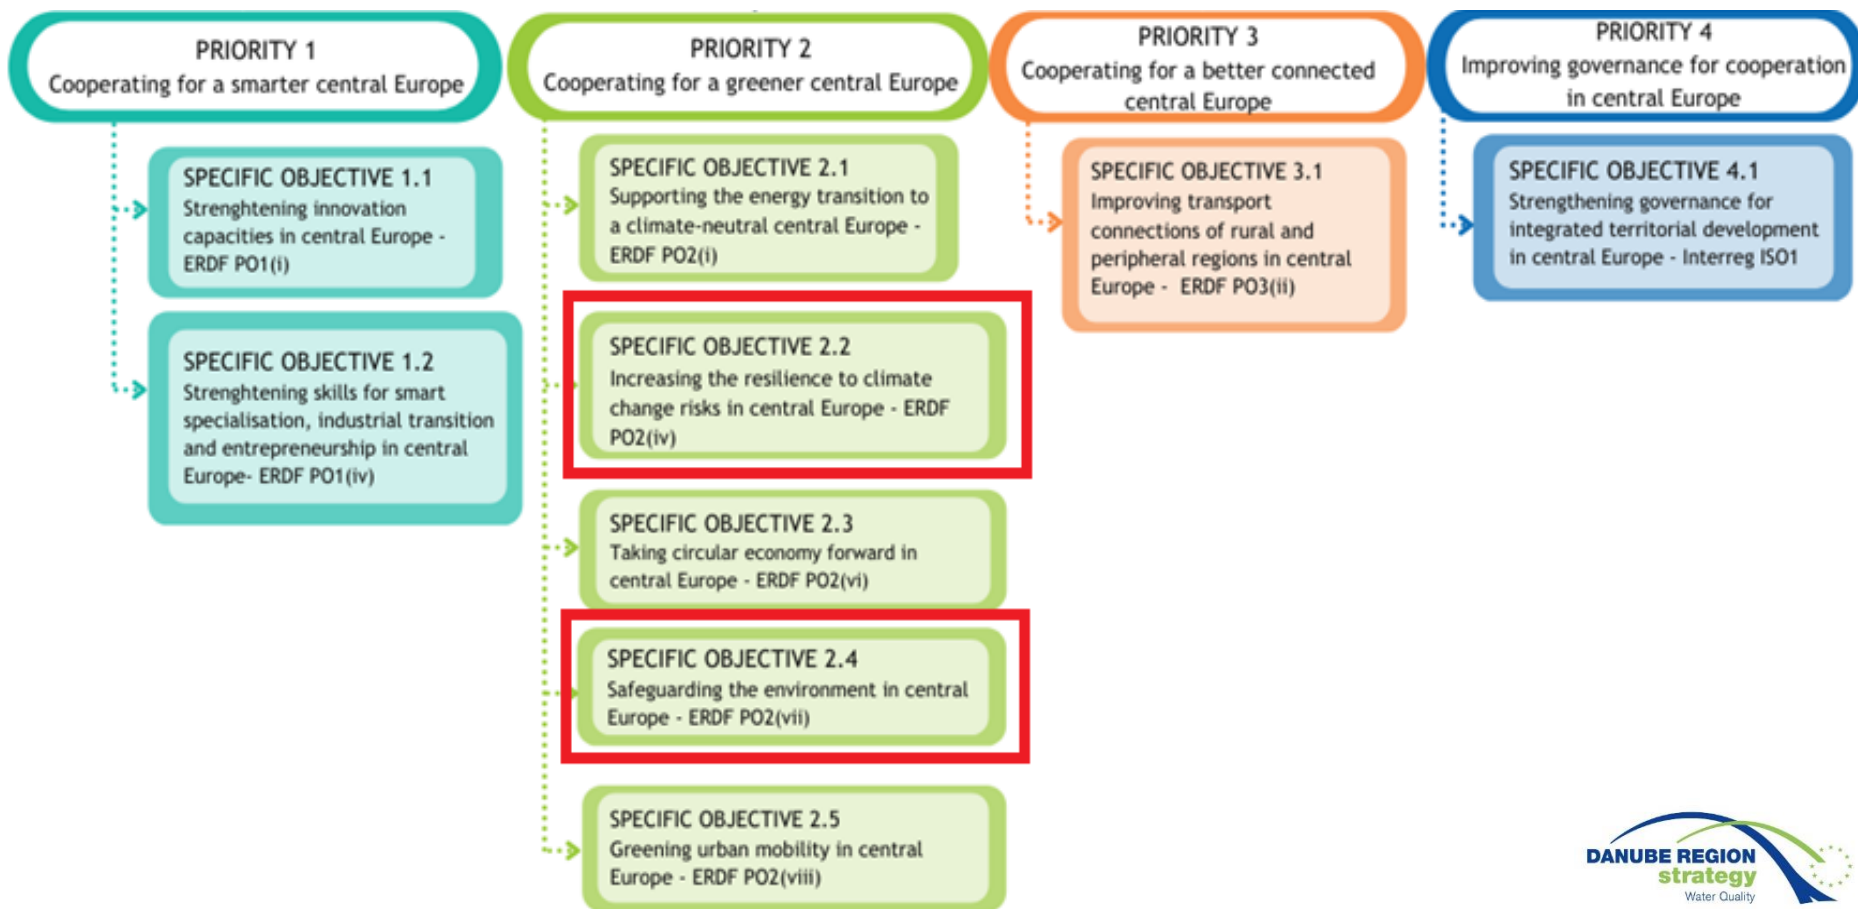 PRIORITY 1
Cooperating for a smarter central Europe
SPECIFIC OBJECTIVE 1.1
Strenghtening innovation
capacities in central Europe -
ERDF PO1(i)
SPECIFIC OBJECTIVE 1.2
Strenghtening skills for smart
specialisation, industrial transition
and entrepreneurship in central
Europe- ERDF PO1(iv)
PRIORITY 2
Cooperating for a greener central Europe
SPECIFIC OBJECTIVE 2.1
Supporting the energy transition to
a climate-neutral central Europe -
ERDF PO2(i)
SPECIFIC OBJECTIVE 2.2
Increasing the resilience to climate
change risks in central Europe - ERDF
PO2(iv)
SPECIFIC OBJECTIVE 2.3
Taking circular economy forward in
central Europe - ERDF PO2(vi)
SPECIFIC OBJECTIVE 2.4
Safeguarding the environment in central
Europe - ERDF PO2(vii)
SPECIFIC OBJECTIVE 2.5
Greening urban mobility in central
Europe - ERDF PO2(viii)
PRIORITY 3
Cooperating for a better connected
central Europe
SPECIFIC OBJECTIVE 3.1
Improving transport
connections of rural and
peripheral regions in central
Europe - ERDF PO3(ii)
PRIORITY 4
Improving governance for cooperation
in central Europe
SPECIFIC OBJECTIVE 4.1
Strengthening governance for
integrated territorial development
in central Europe - Interreg ISO1
DANUBE REGION
strategy
Water Quality